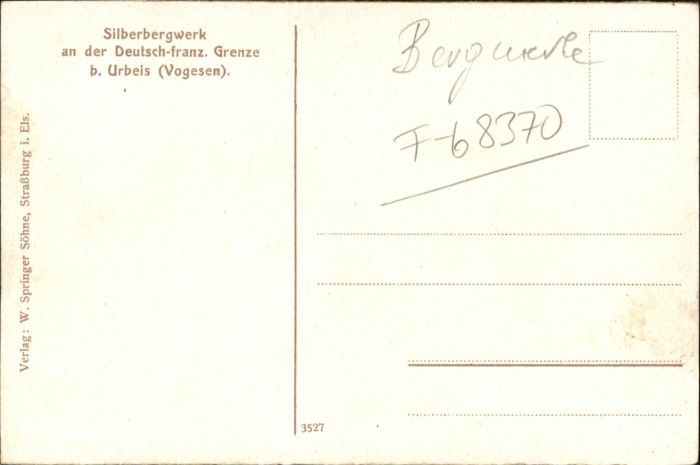 Silberbergwerk
an der Deutsch-franz. Grenze
b. Urbeis (Vogesen).
Verlag: W. Springer Söhne, Straßburg i. Els.
Bergwerke
F-68370
3527